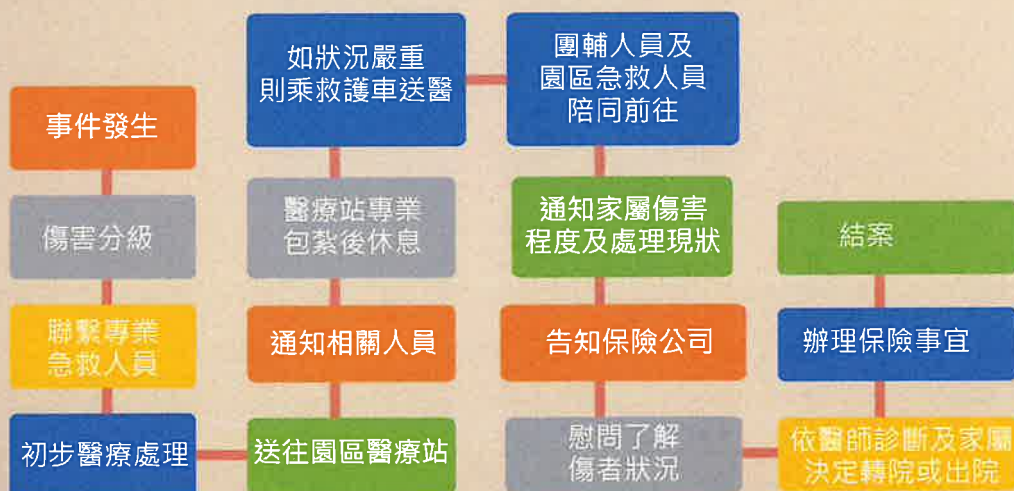 事件發生
傷害分級
聯繫專業
急救人員
初步醫療處理
送往園區醫療站
通知相關人員
醫療站專業
包紮後休息
如狀況嚴重
則乘救護車送醫
團輔人員及
園區急救人員
陪同前往
通知家屬傷害
程度及處理現狀
告知保險公司
慰問了解
傷者狀況
依醫師診斷及家屬
決定轉院或出院
辦理保險事宜
結案